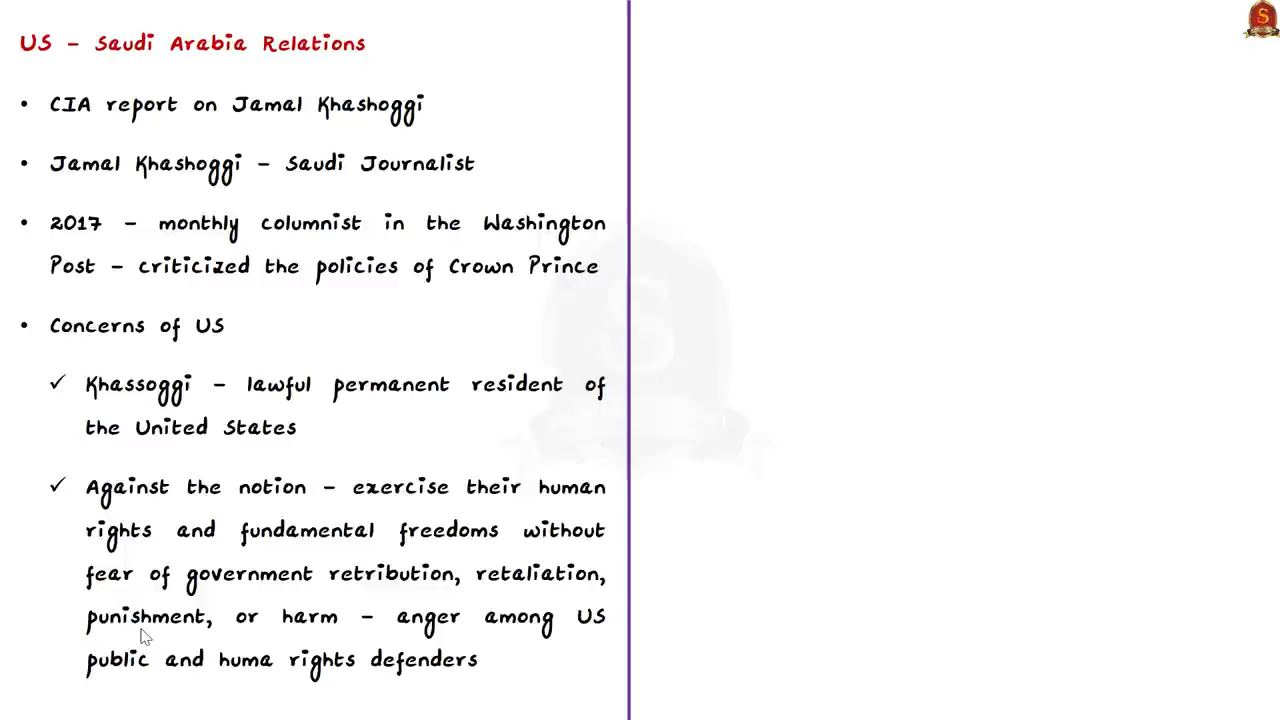 US – Saudi Arabia Relations
• CIA report on Jamal Khashoggi
• Jamal Khashoggi – Saudi Journalist
• 2017 – monthly columnist in the Washington
Post – criticized the policies of Crown Prince
• Concerns of US
✓ Khassoggi – lawful permanent resident of
the United States
✓ Against the notion – exercise their human
rights and fundamental freedoms without
fear of government retribution, retaliation,
punishment, or harm – anger among US
public and huma rights defenders
S
S